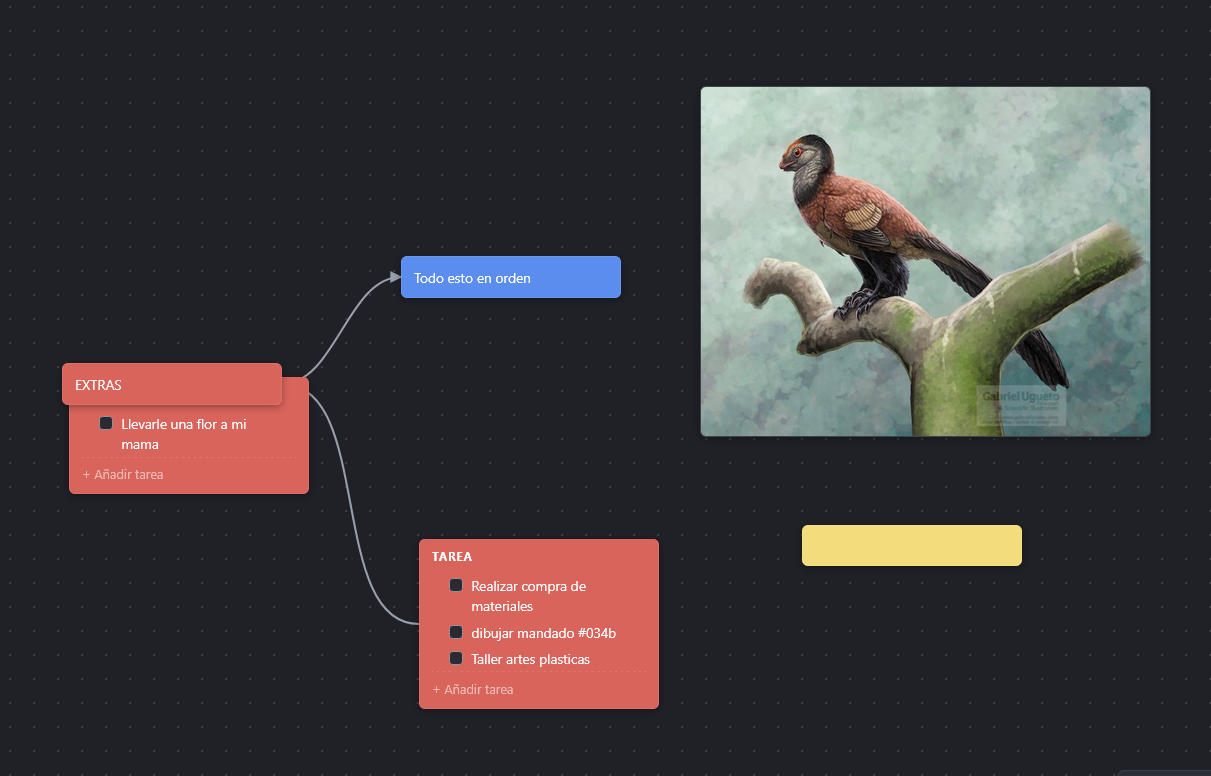 Todo esto en orden
EXTRAS
Llevarle una flor a mi
mama
+ Añadir tarea
Gabriel Ugueto
TAREA
Realizar compra de
materiales
dibujar mandado #034b
Taller artes plasticas
+ Añadir tarea